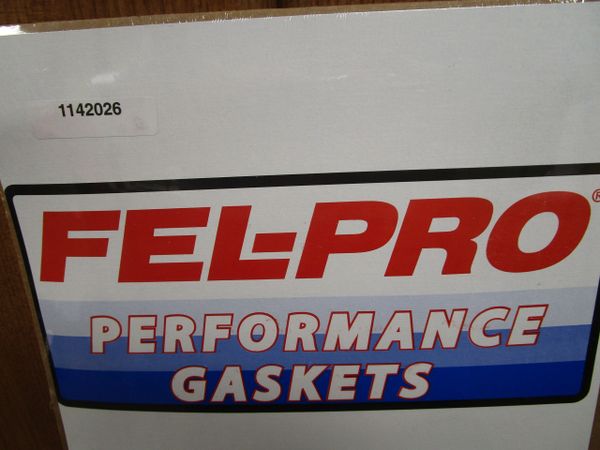 1142026
FEL-PRO®
PERFORMANCE
GASKETS